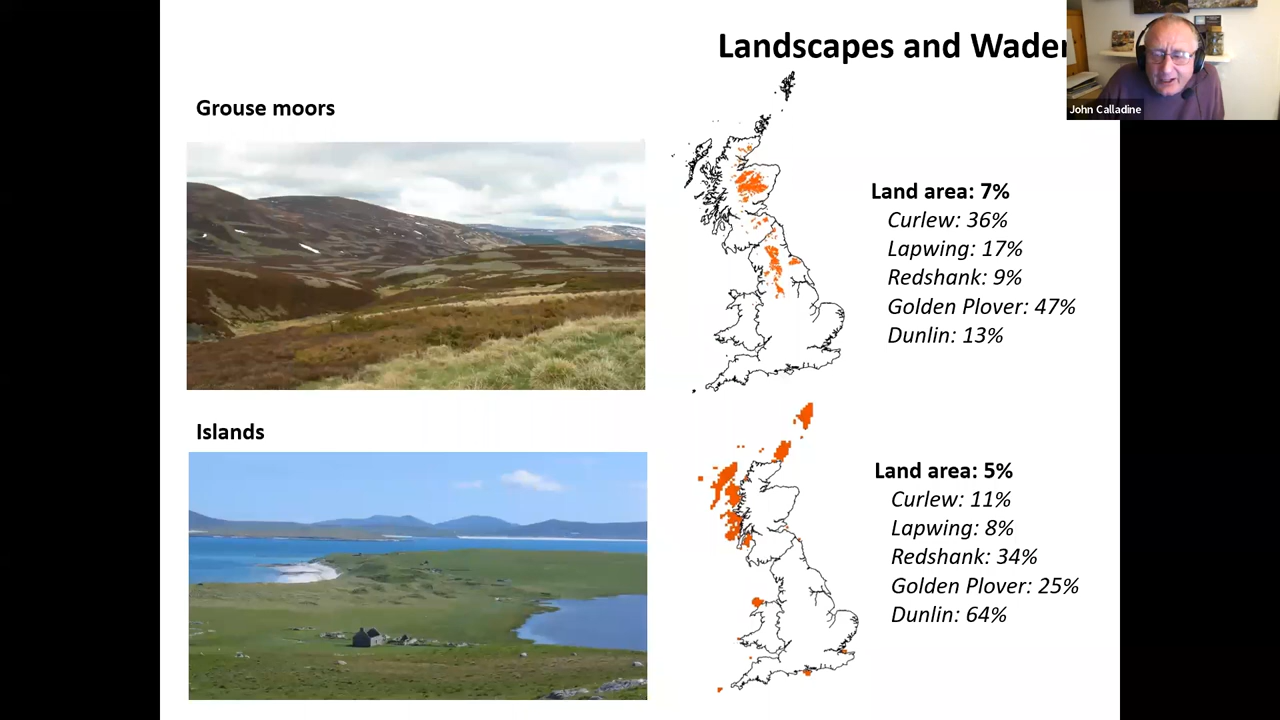 Landscapes and Wader
John Calladine
Grouse moors
Land area: 7%
Curlew: 36%
Lapwing: 17%
Redshank: 9%
Golden Plover: 47%
Dunlin: 13%
Islands
Land area: 5%
Curlew: 11%
Lapwing: 8%
Redshank: 34%
Golden Plover: 25%
Dunlin: 64%